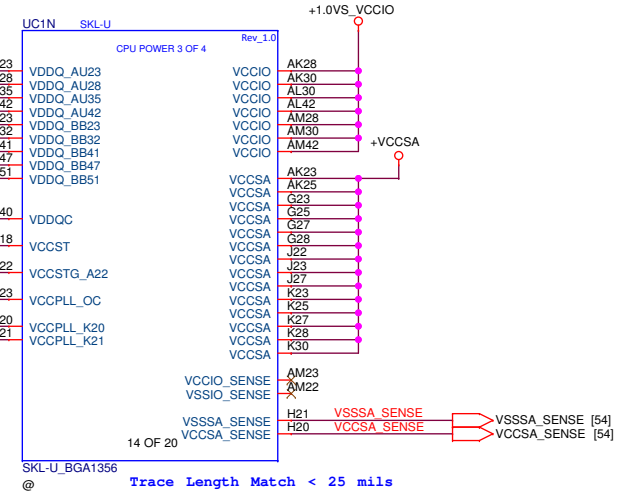 +1.0VS_VCCIO
UC1N SKL-U
Rev_1.0
CPU POWER 3 OF 4
23 VDDQ_AU23 VCCIO AK28
28 VDDQ_AU28 VCCIO AK30
35 VDDQ_AU35 VCCIO AL30
42 VDDQ_AU42 VCCIO AL42
23 VDDQ_BB23 VCCIO AM28
32 VDDQ_BB32 VCCIO AM30
41 VDDQ_BB41 VCCIO AM42
47 VDDQ_BB47 +VCCSA
51 VDDQ_BB51 VCCSA AK23
VCCSA AK25
VCCSA G23
40 VDDQC VCCSA G25
VCCSA G27
18 VCCST VCCSA G28
VCCSA J22
22 VCCSTG_A22 VCCSA J23
VCCSA J27
23 VCCPLL_OC VCCSA K23
VCCSA K25
20 VCCPLL_K20 VCCSA K27
21 VCCPLL_K21 VCCSA K28
VCCSA K30
VCCIO_SENSE AM23
VSSIO_SENSE AM22
VSSSA_SENSE H21 VSSSA_SENSE VSSSA_SENSE [54]
VCCSA_SENSE H20 VCCSA_SENSE VCCSA_SENSE [54]
14 OF 20
SKL-U_BGA1356
@ Trace Length Match < 25 mils